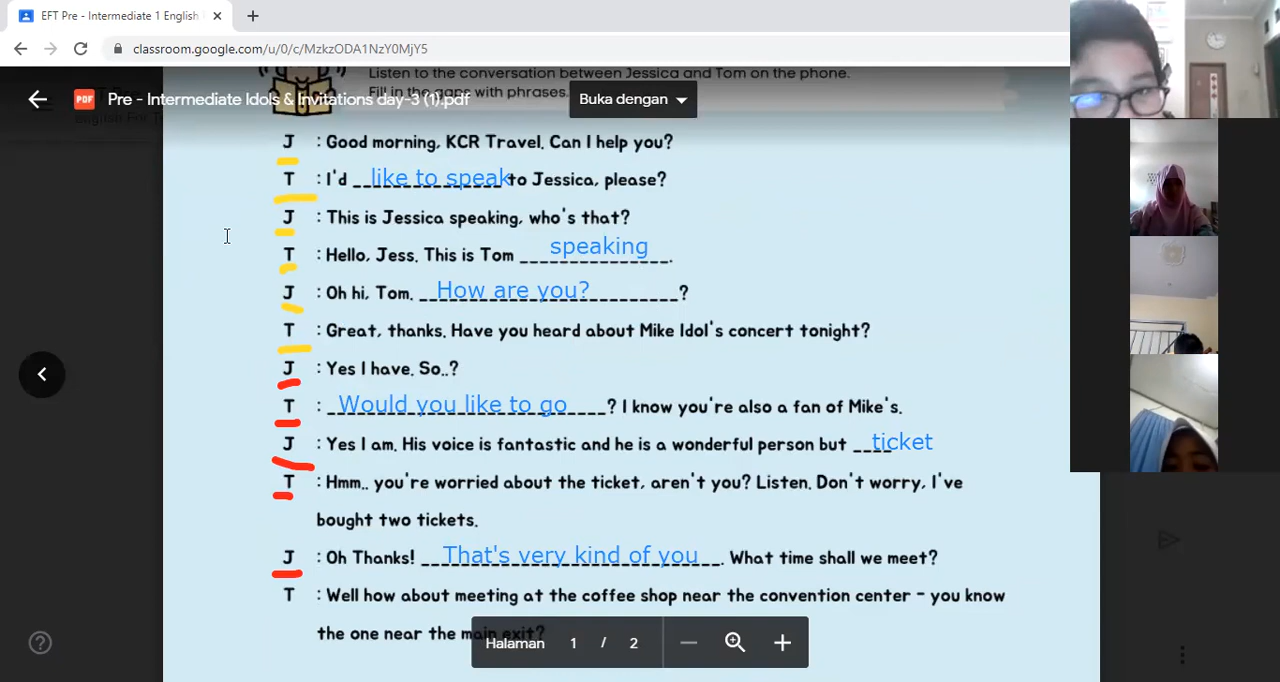 EFT Pre - Intermediate 1 English
classroom.google.com/u/0/c/MzkzODA1NzY0MjY5
Listen to the conversation between Jessica and Tom on the phone.
Fill in the gaps with phrases.
PDF Pre - Intermediate Idols & Invitations day-3 (1).pdf
Buka dengan
J : Good morning, KCR Travel. Can I help you?
T : I'd like to speak to Jessica, please?
J : This is Jessica speaking, who's that?
T : Hello, Jess. This is Tom speaking.
J : Oh hi, Tom. How are you? ?
T : Great, thanks. Have you heard about Mike Idol's concert tonight?
J : Yes I have. So..?
T : Would you like to go ? I know you're also a fan of Mike's.
J : Yes I am. His voice is fantastic and he is a wonderful person but ticket
T : Hmm.. you're worried about the ticket, aren't you? Listen. Don't worry, I've
bought two tickets.
J : Oh Thanks! That's very kind of you. What time shall we meet?
T : Well how about meeting at the coffee shop near the convention center - you know
the one near the main exit?
Halaman 1 / 2